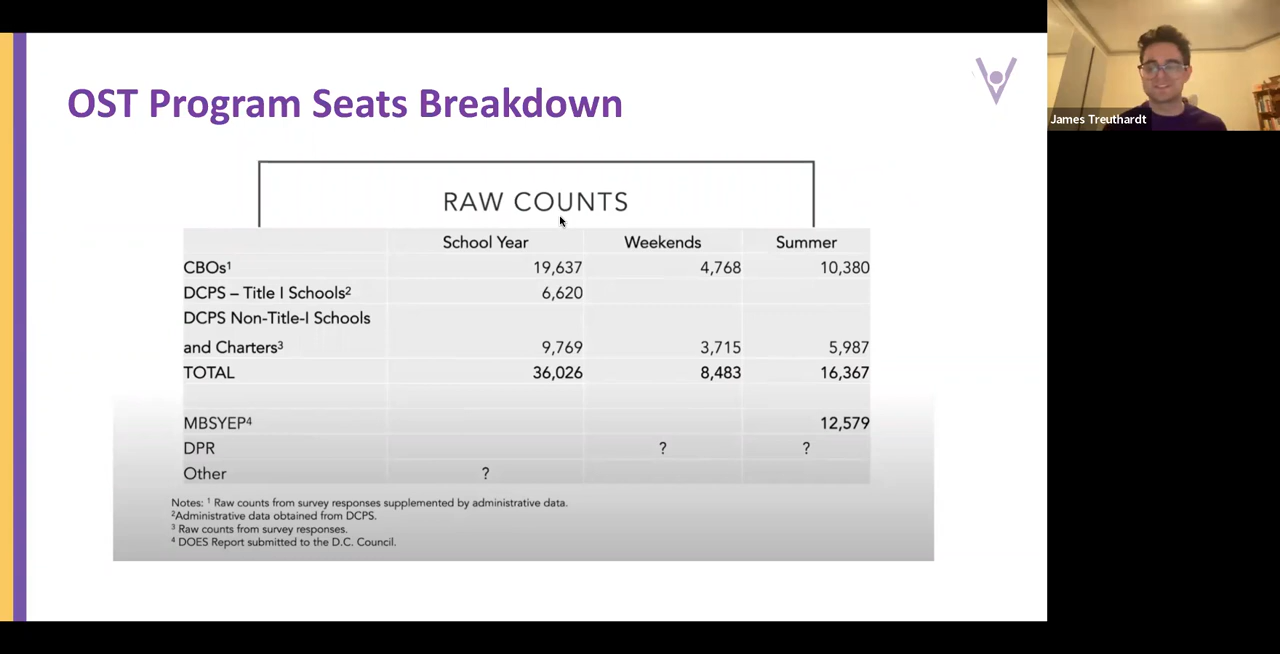 OST Program Seats Breakdown
James Treuthardt
RAW COUNTS
School Year Weekends Summer
CBOs¹ 19,637 4,768 10,380
DCPS – Title I Schools² 6,620
DCPS Non-Title-I Schools
and Charters³ 9,769 3,715 5,987
TOTAL 36,026 8,483 16,367
MBSYEP⁴ 12,579
DPR ? ?
Other ?
Notes: ¹ Raw counts from survey responses supplemented by administrative data.
²Administrative data obtained from DCPS.
³ Raw counts from survey responses.
⁴ DOES Report submitted to the D.C. Council.